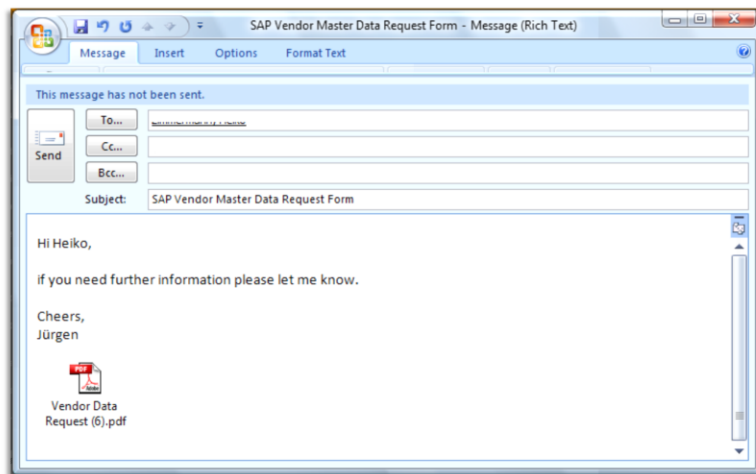 SAP Vendor Master Data Request Form - Message (Rich Text)
Message Insert Options Format Text
This message has not been sent.
To...
Send
Cc...
Bcc...
Subject: SAP Vendor Master Data Request Form
Hi Heiko,
if you need further information please let me know.
Cheers,
Jürgen
PDF
Adobe
Vendor Data
Request (6).pdf